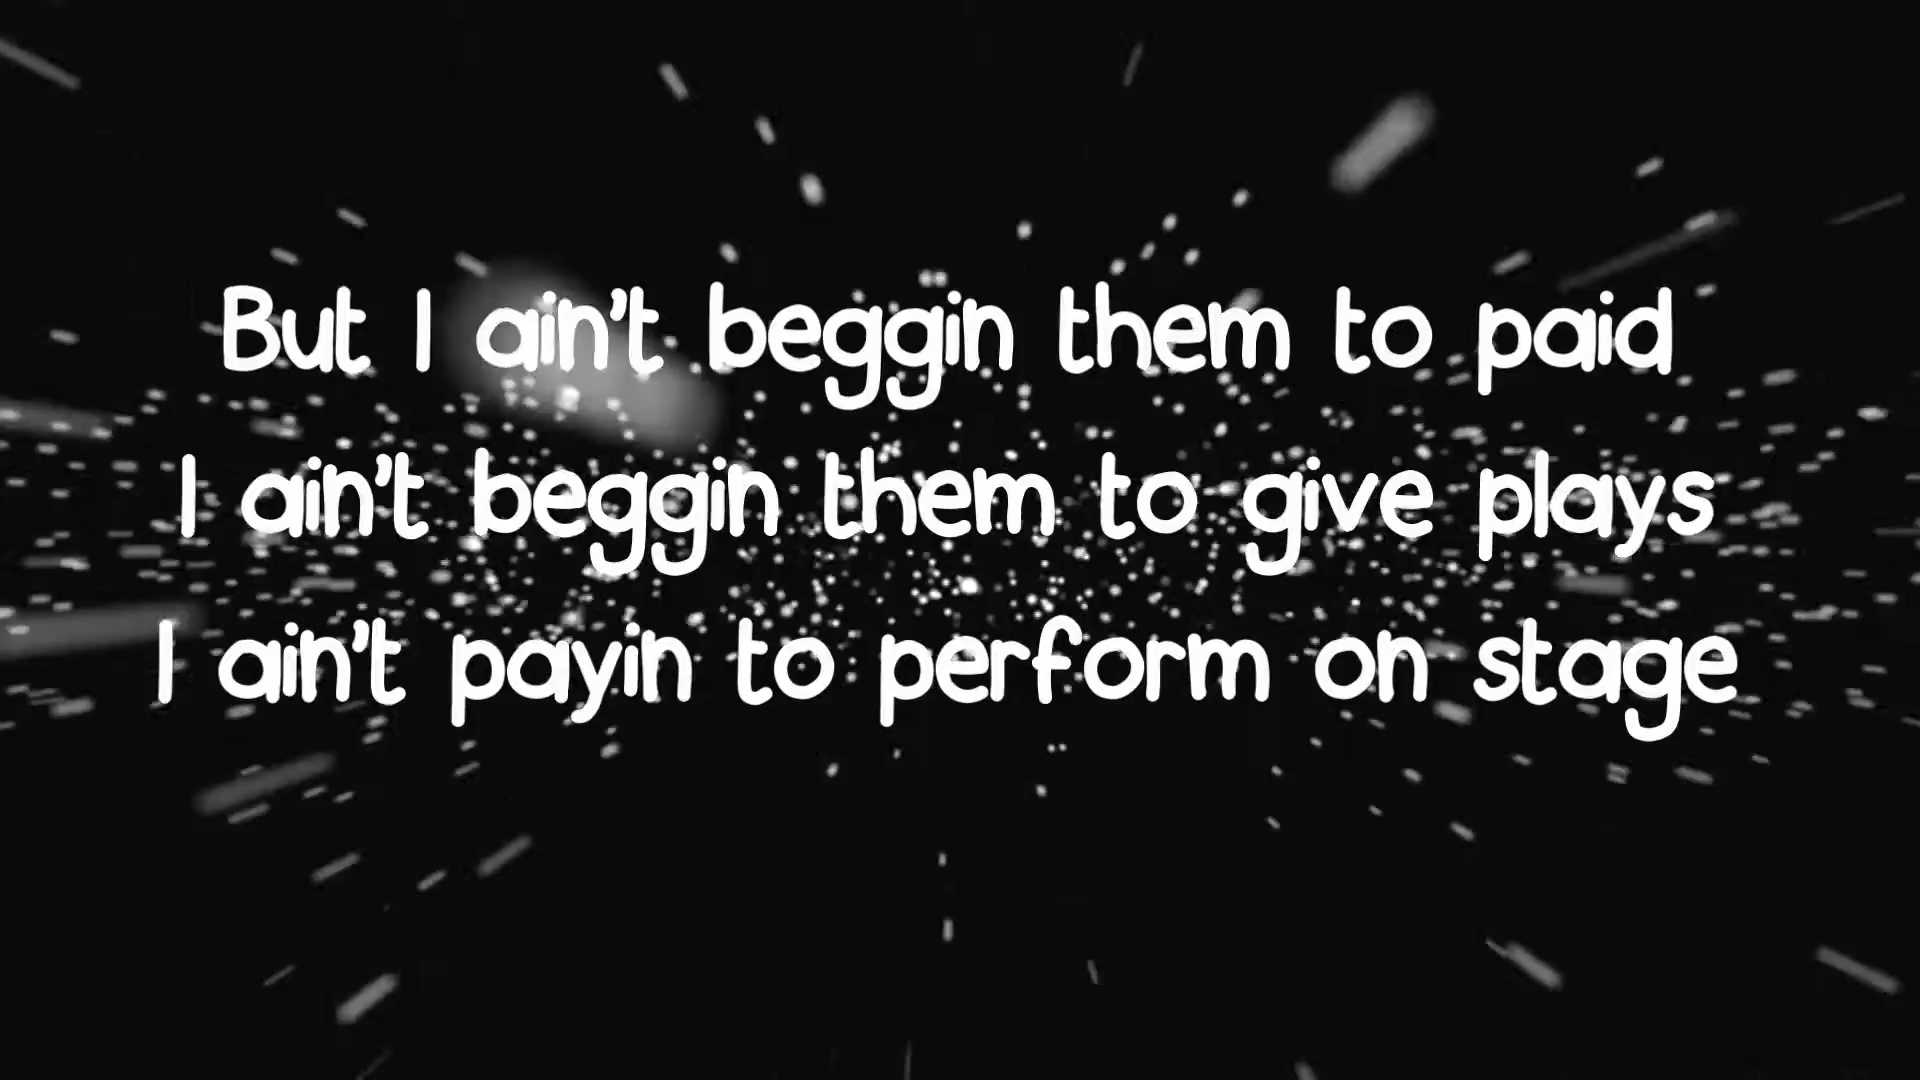 But I ain't beggin them to paid
I ain't beggin them to give plays
I ain't payin to perform on stage